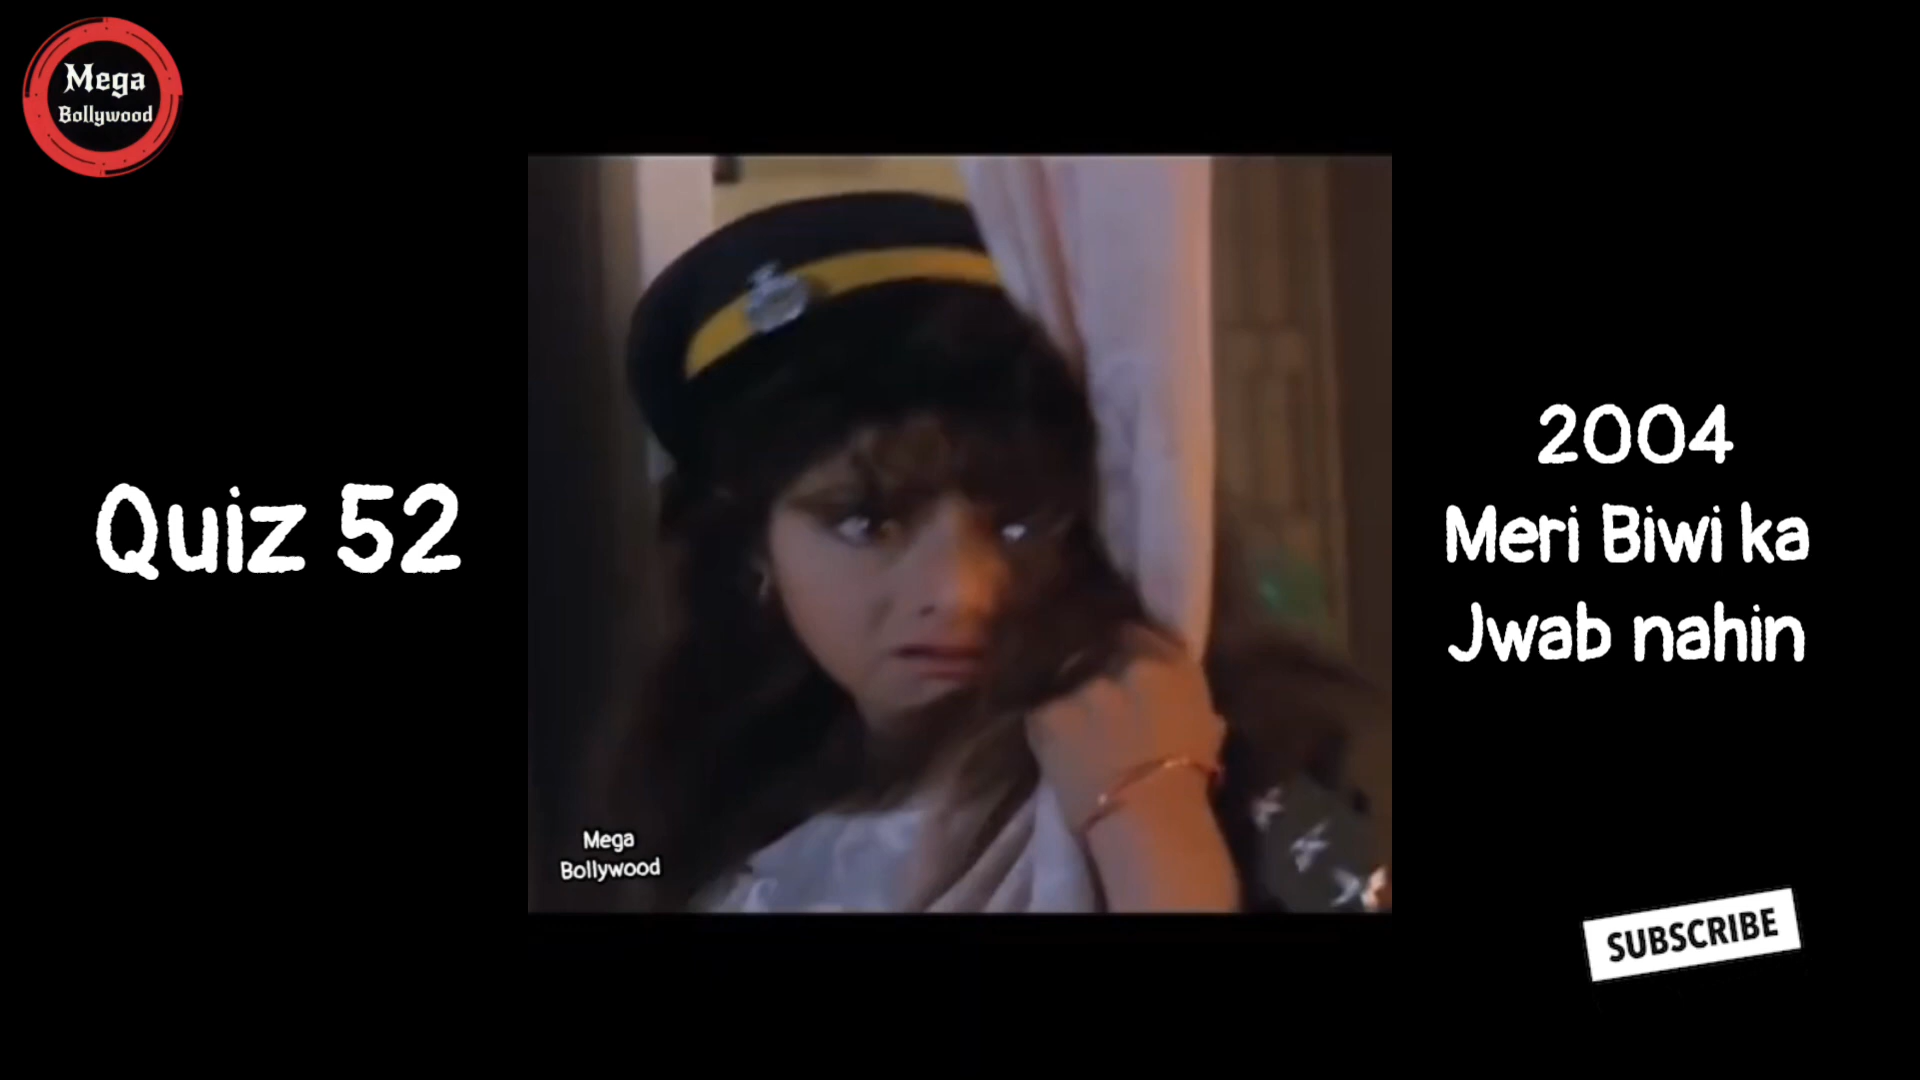 Mega
Bollywood
Quiz 52
2004
Meri Biwi ka
Jwab nahin
Mega
Bollywood
SUBSCRIBE